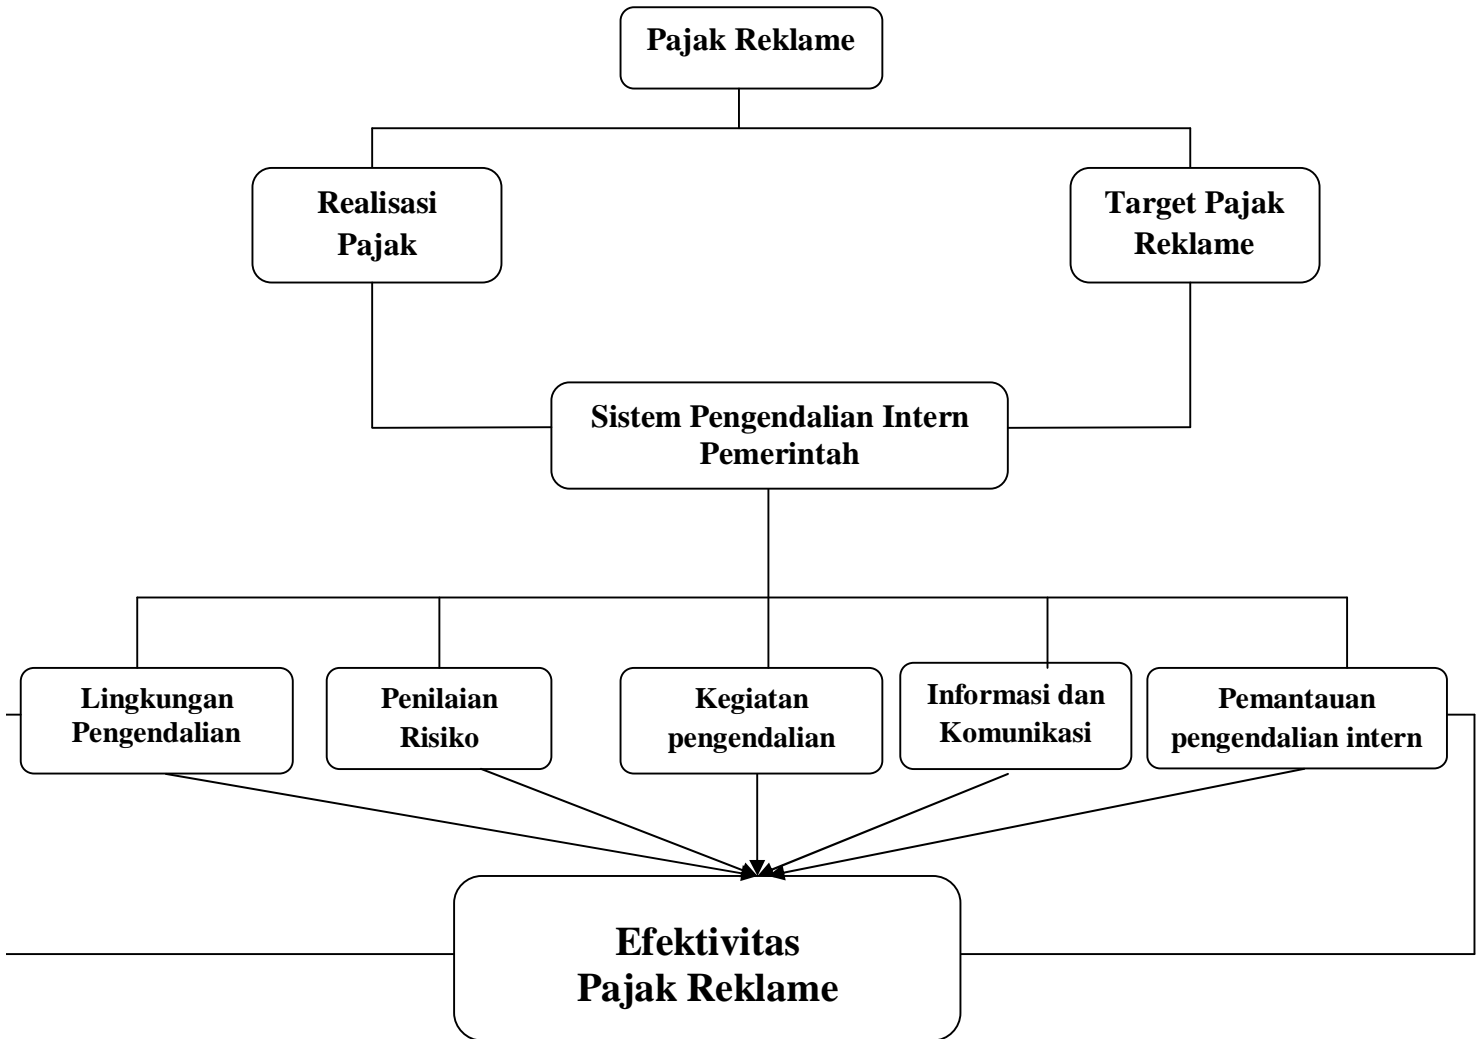 Pajak Reklame
Realisasi
Pajak
Target Pajak
Reklame
Sistem Pengendalian Intern
Pemerintah
Lingkungan
Pengendalian
Penilaian
Risiko
Kegiatan
pengendalian
Informasi dan
Komunikasi
Pemantauan
pengendalian intern
Efektivitas
Pajak Reklame